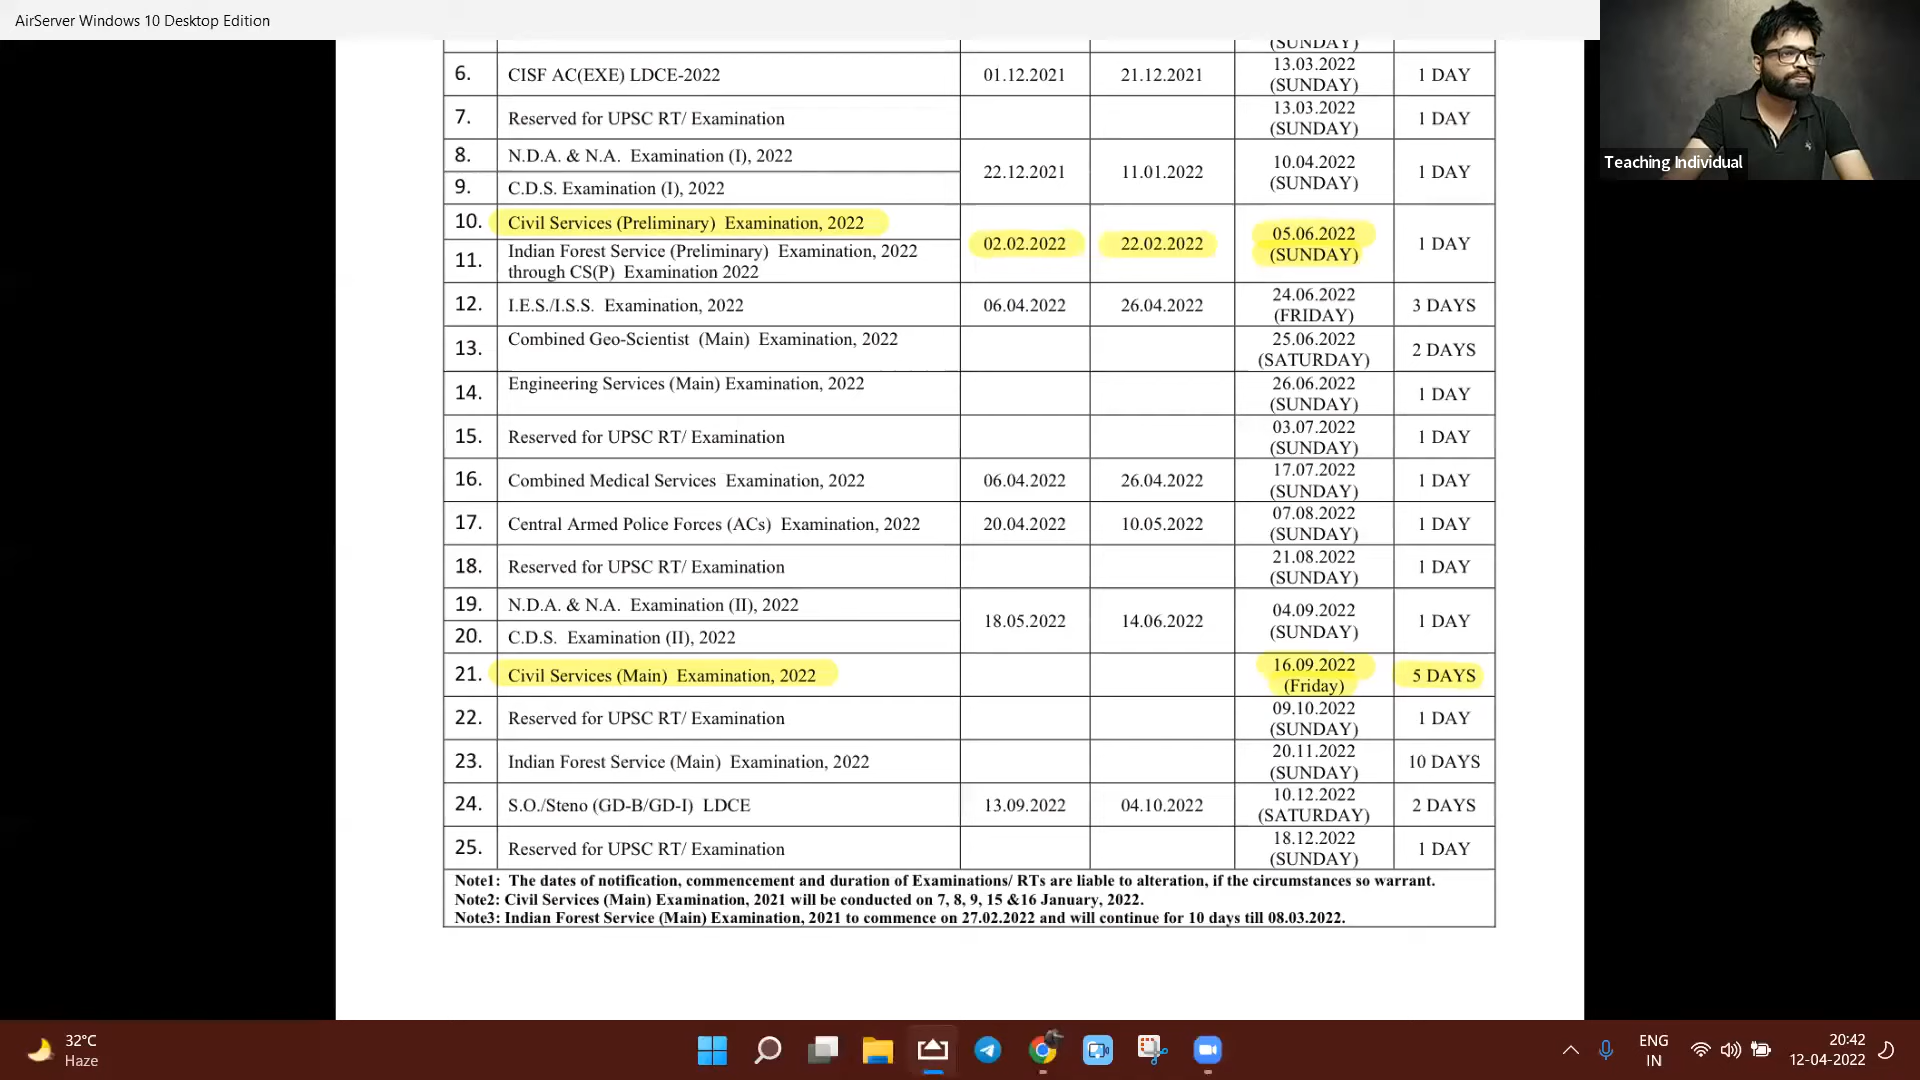 AirServer Windows 10 Desktop Edition
Teaching Individual
(SUNDAY)
6. CISF AC(EXE) LDCE-2022 01.12.2021 21.12.2021 13.03.2022 (SUNDAY) 1 DAY
7. Reserved for UPSC RT/ Examination 13.03.2022 (SUNDAY) 1 DAY
8. N.D.A. & N.A. Examination (I), 2022
9. C.D.S. Examination (I), 2022
22.12.2021 11.01.2022 10.04.2022 (SUNDAY) 1 DAY
10. Civil Services (Preliminary) Examination, 2022
11. Indian Forest Service (Preliminary) Examination, 2022
through CS(P) Examination 2022
02.02.2022 22.02.2022 05.06.2022 (SUNDAY) 1 DAY
12. I.E.S./I.S.S. Examination, 2022 06.04.2022 26.04.2022 24.06.2022 (FRIDAY) 3 DAYS
13. Combined Geo-Scientist (Main) Examination, 2022 25.06.2022 (SATURDAY) 2 DAYS
14. Engineering Services (Main) Examination, 2022 26.06.2022 (SUNDAY) 1 DAY
15. Reserved for UPSC RT/ Examination 03.07.2022 (SUNDAY) 1 DAY
16. Combined Medical Services Examination, 2022 06.04.2022 26.04.2022 17.07.2022 (SUNDAY) 1 DAY
17. Central Armed Police Forces (ACs) Examination, 2022 20.04.2022 10.05.2022 07.08.2022 (SUNDAY) 1 DAY
18. Reserved for UPSC RT/ Examination 21.08.2022 (SUNDAY) 1 DAY
19. N.D.A. & N.A. Examination (II), 2022
20. C.D.S. Examination (II), 2022
18.05.2022 14.06.2022 04.09.2022 (SUNDAY) 1 DAY
21. Civil Services (Main) Examination, 2022 16.09.2022 (Friday) 5 DAYS
22. Reserved for UPSC RT/ Examination 09.10.2022 (SUNDAY) 1 DAY
23. Indian Forest Service (Main) Examination, 2022 20.11.2022 (SUNDAY) 10 DAYS
24. S.O./Steno (GD-B/GD-I) LDCE 13.09.2022 04.10.2022 10.12.2022 (SATURDAY) 2 DAYS
25. Reserved for UPSC RT/ Examination 18.12.2022 (SUNDAY) 1 DAY
Note1: The dates of notification, commencement and duration of Examinations/ RTs are liable to alteration, if the circumstances so warrant.
Note2: Civil Services (Main) Examination, 2021 will be conducted on 7, 8, 9, 15 &16 January, 2022.
Note3: Indian Forest Service (Main) Examination, 2021 to commence on 27.02.2022 and will continue for 10 days till 08.03.2022.
32°C
Haze
ENG
IN
20:42
12-04-2022